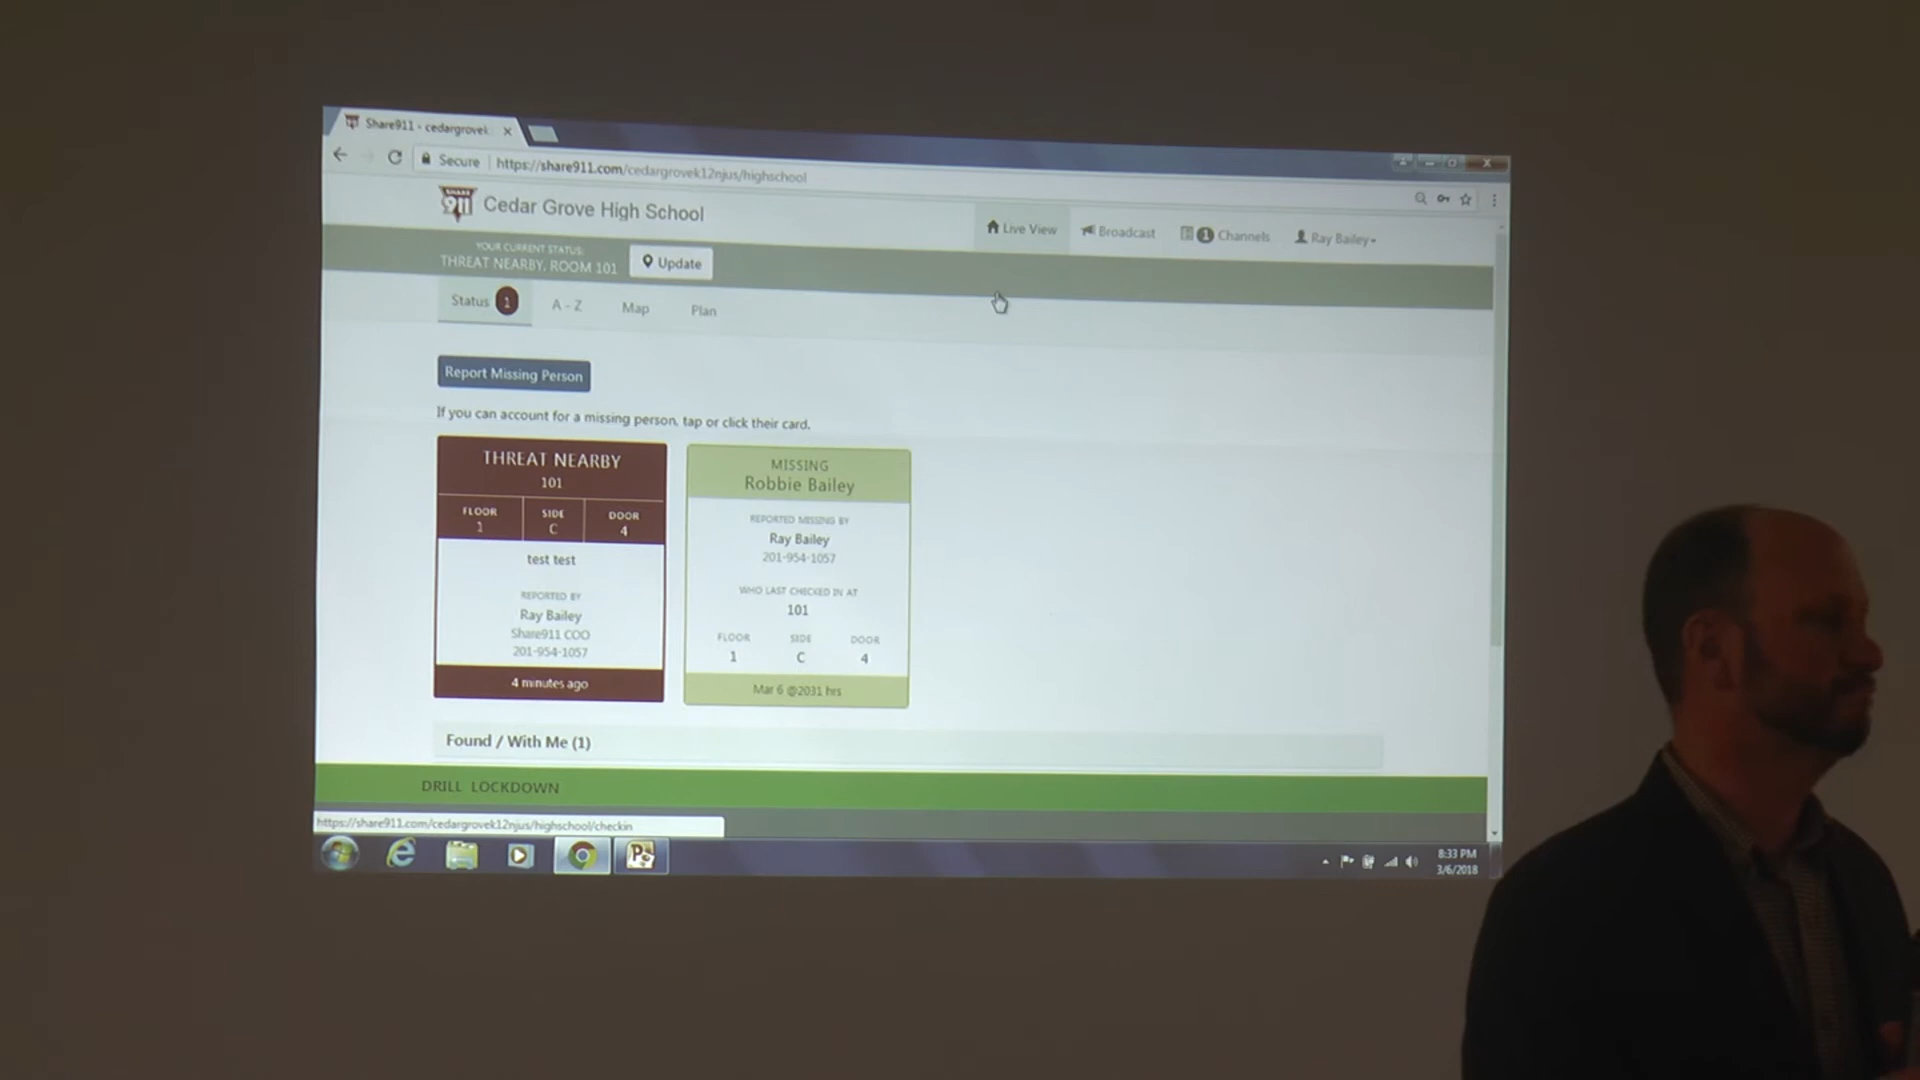 Share911 - cedargrovek
Secure https://share911.com/cedargrovek12njus/highschool
SHARE 911
Cedar Grove High School
Live View Broadcast 1 Channels Ray Bailey
YOUR CURRENT STATUS:
THREAT NEARBY, ROOM 101
Update
Status 1 A - Z Map Plan
Report Missing Person
If you can account for a missing person, tap or click their card.
THREAT NEARBY
101
FLOOR SIDE DOOR
1 C 4
test test
REPORTED BY
Ray Bailey
Share911 COO
201-954-1057
4 minutes ago
MISSING
Robbie Bailey
REPORTED MISSING BY
Ray Bailey
201-954-1057
WHO LAST CHECKED IN AT
101
FLOOR SIDE DOOR
1 C 4
Mar 6 @2031 hrs
Found / With Me (1)
DRILL LOCKDOWN
https://share911.com/cedargrovek12njus/highschool/checkin
8:33 PM
3/6/2018